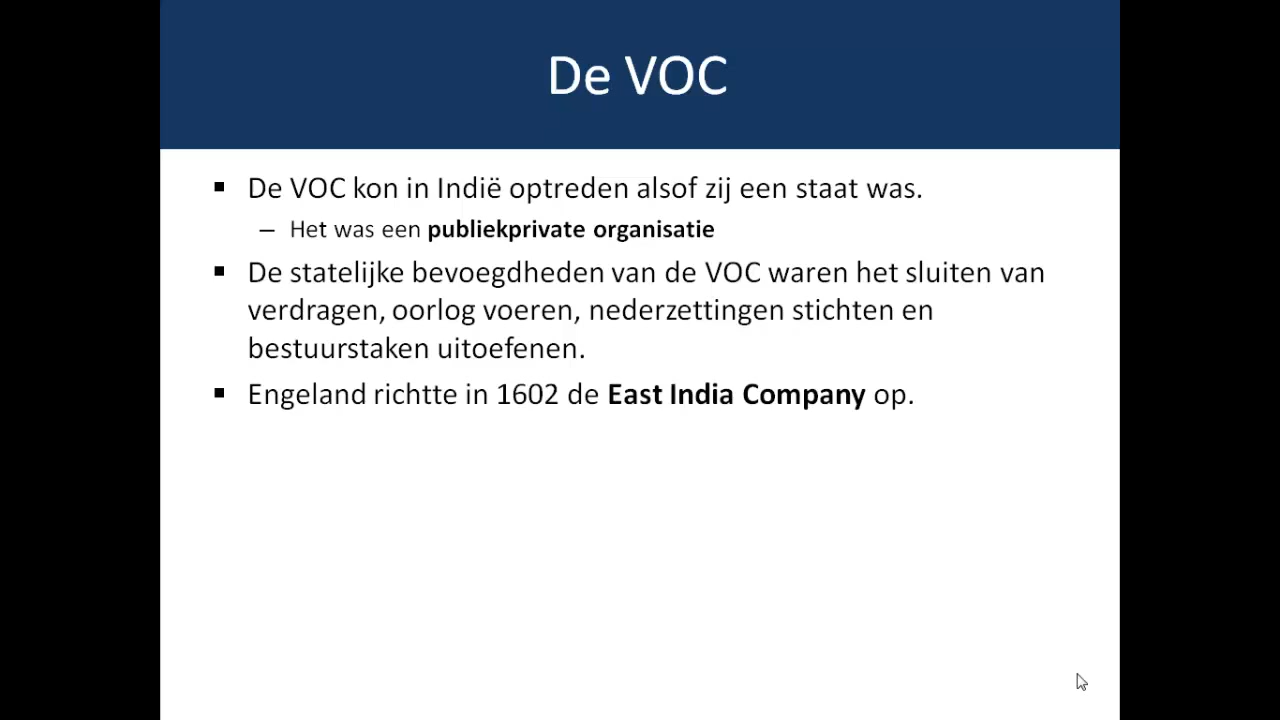 De VOC
▪ De VOC kon in Indië optreden alsof zij een staat was.
– Het was een publiekprivate organisatie
▪ De statelijke bevoegdheden van de VOC waren het sluiten van
verdragen, oorlog voeren, nederzettingen stichten en
bestuurstaken uitoefenen.
▪ Engeland richtte in 1602 de East India Company op.